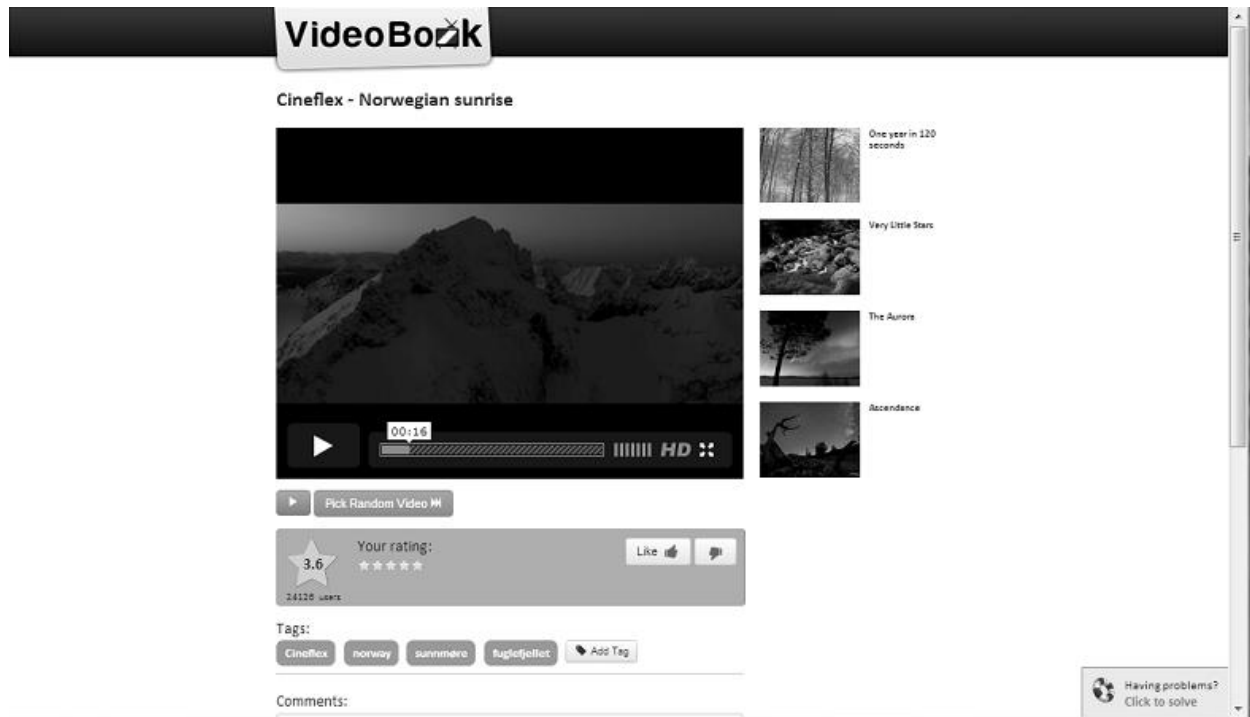 VideoBook
Cineflex - Norwegian sunrise
One year in 120
seconds
Very Little Stars
The Aurora
Ascendance
00:16
HD
Pick Random Video
3.6
Your rating:
Like
24126 users
Tags:
Cineflex norway sunnmøre fuglefjellet Add Tag
Comments:
Having problems?
Click to solve